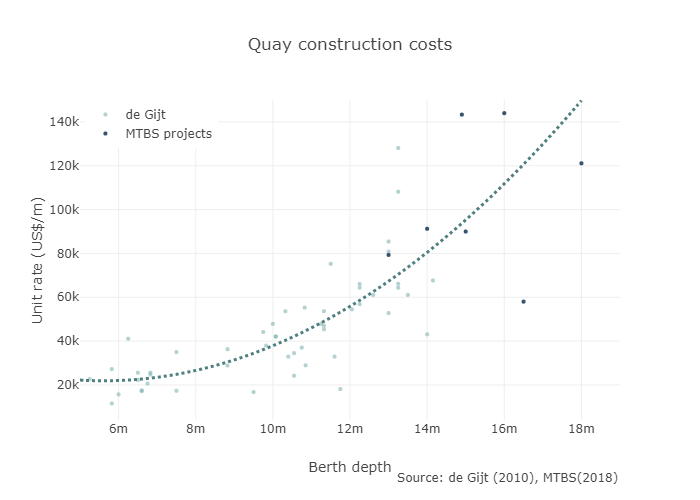 Quay construction costs
de Gijt
MTBS projects
140k
120k
100k
80k
60k
40k
20k
Unit rate (US$/m)
6m
8m
10m
12m
14m
16m
18m
Berth depth
Source: de Gijt (2010), MTBS(2018)